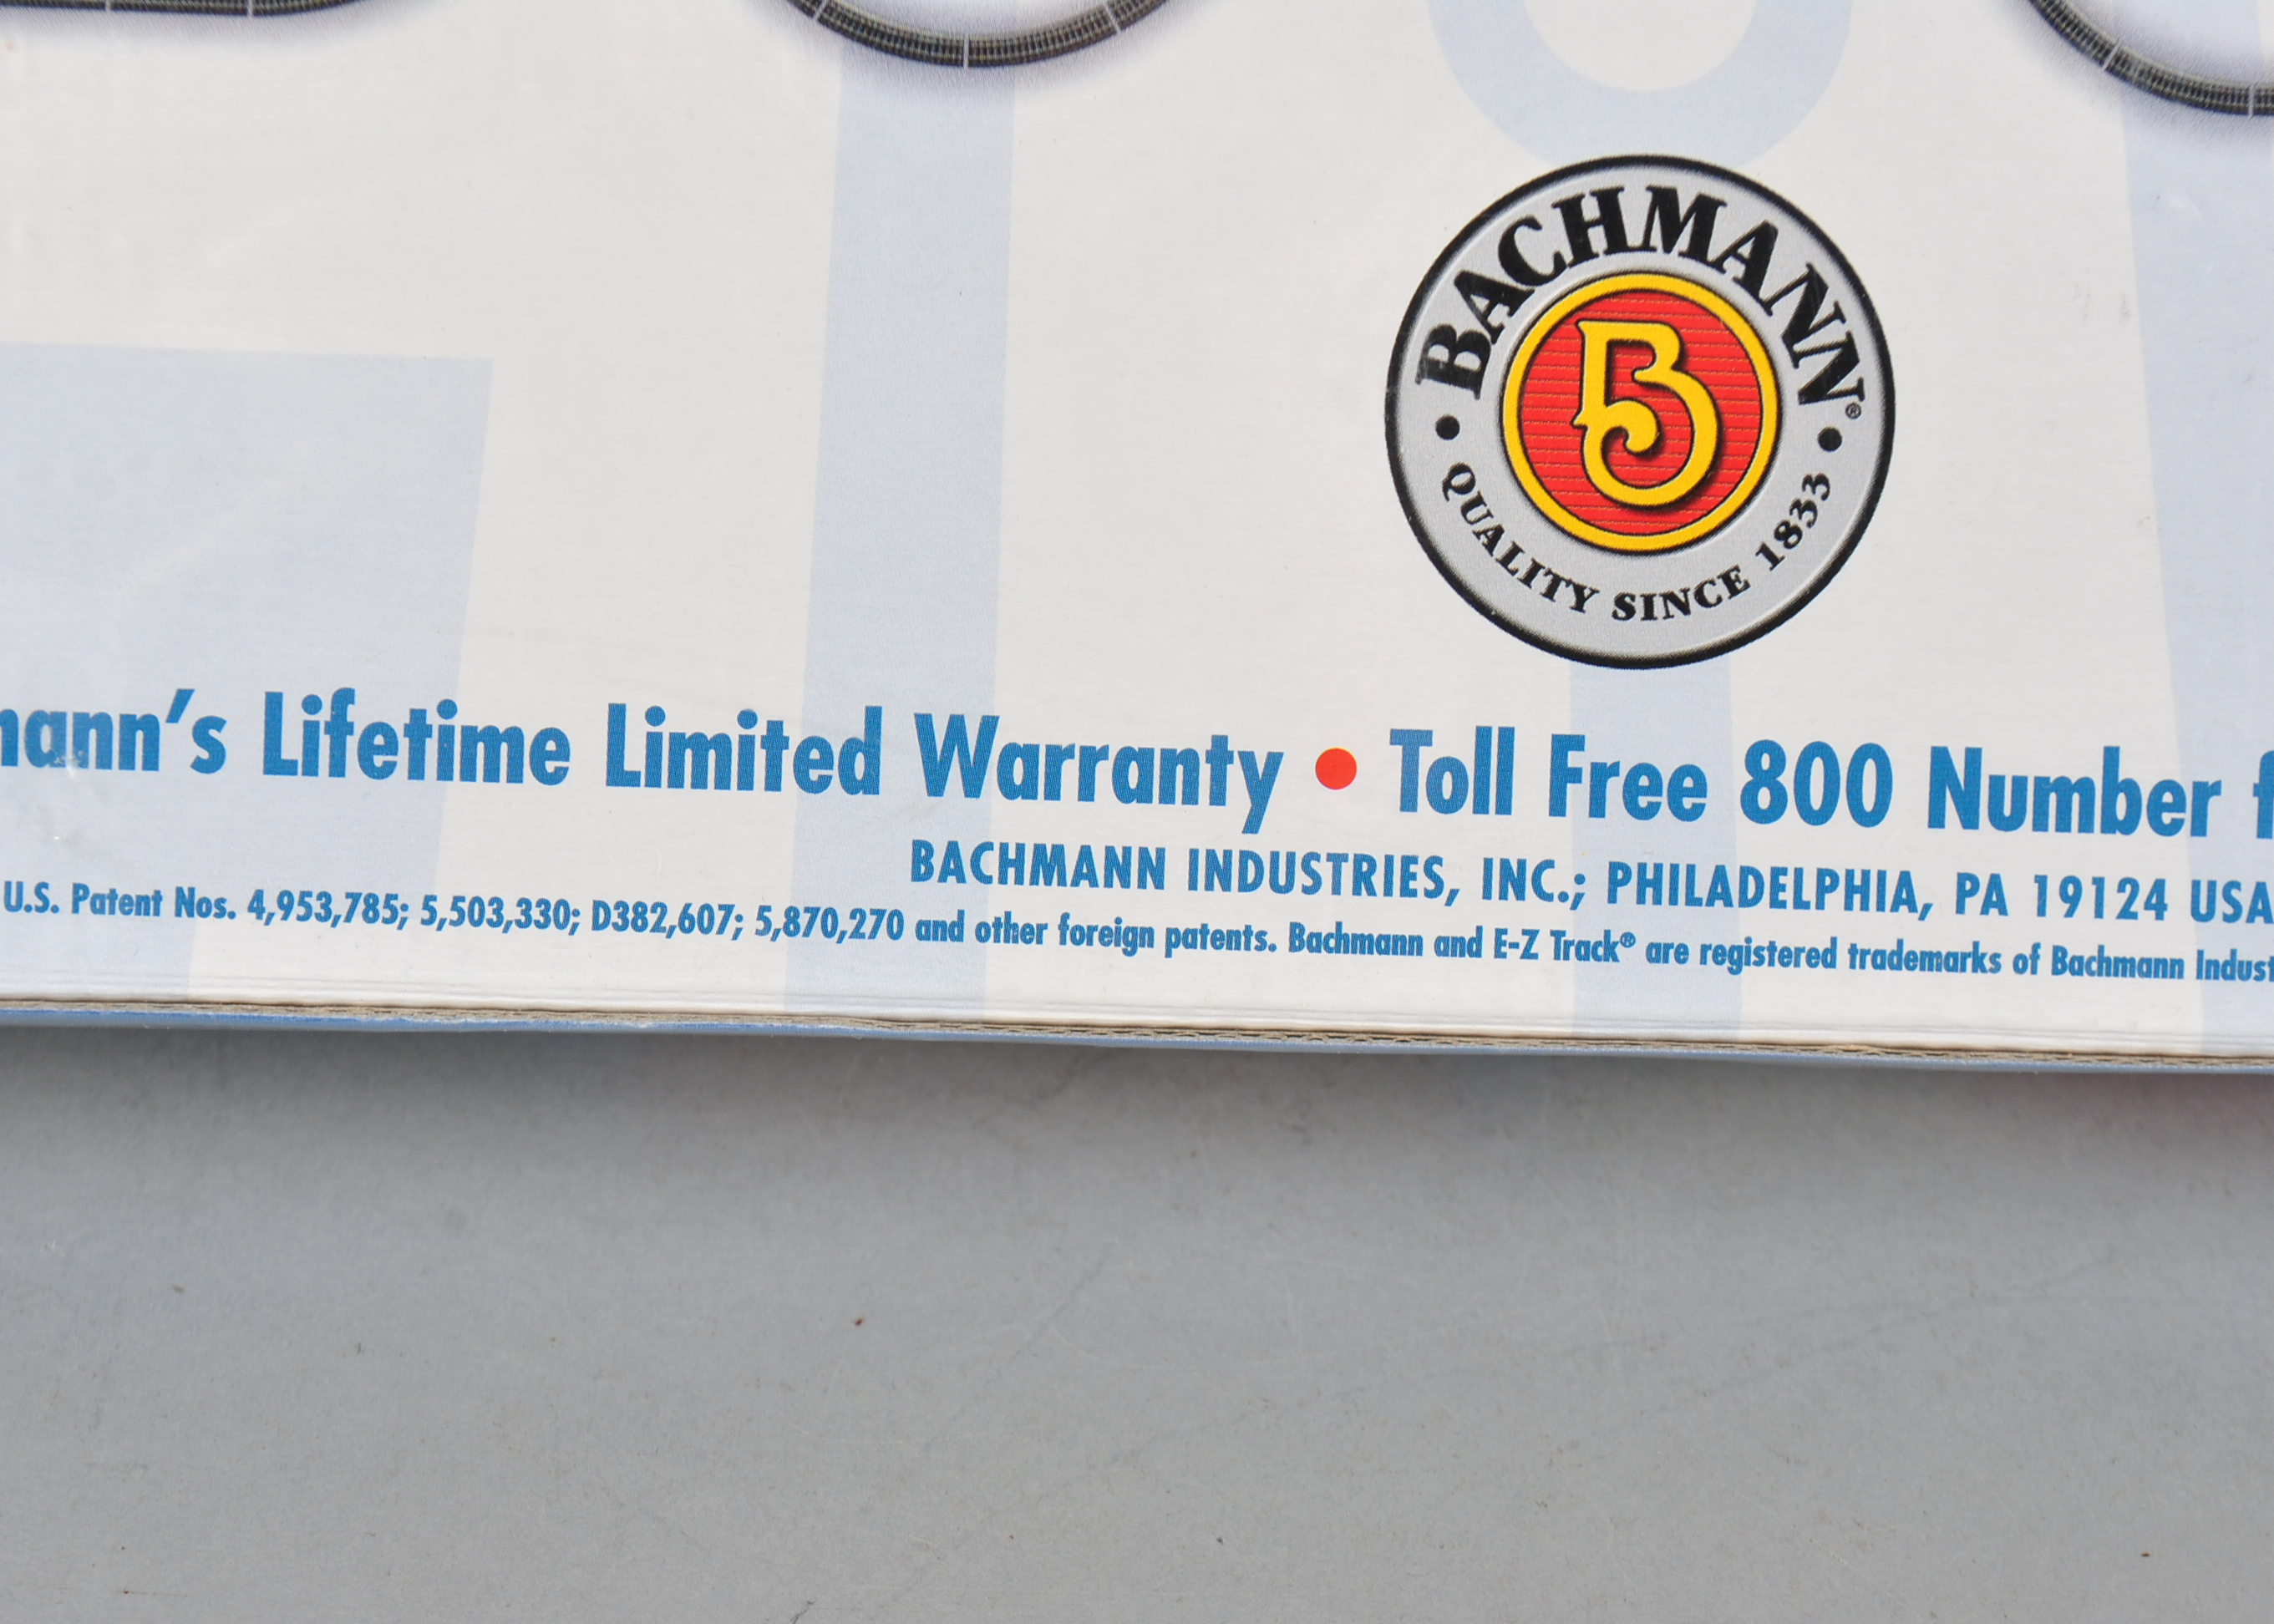 BACHMANN®
B
• QUALITY SINCE 1833 •
mann's Lifetime Limited Warranty • Toll Free 800 Number f
BACHMANN INDUSTRIES, INC.; PHILADELPHIA, PA 19124 USA
U.S. Patent Nos. 4,953,785; 5,503,330; D382,607; 5,870,270 and other foreign patents. Bachmann and E-Z Track® are registered trademarks of Bachmann Indust